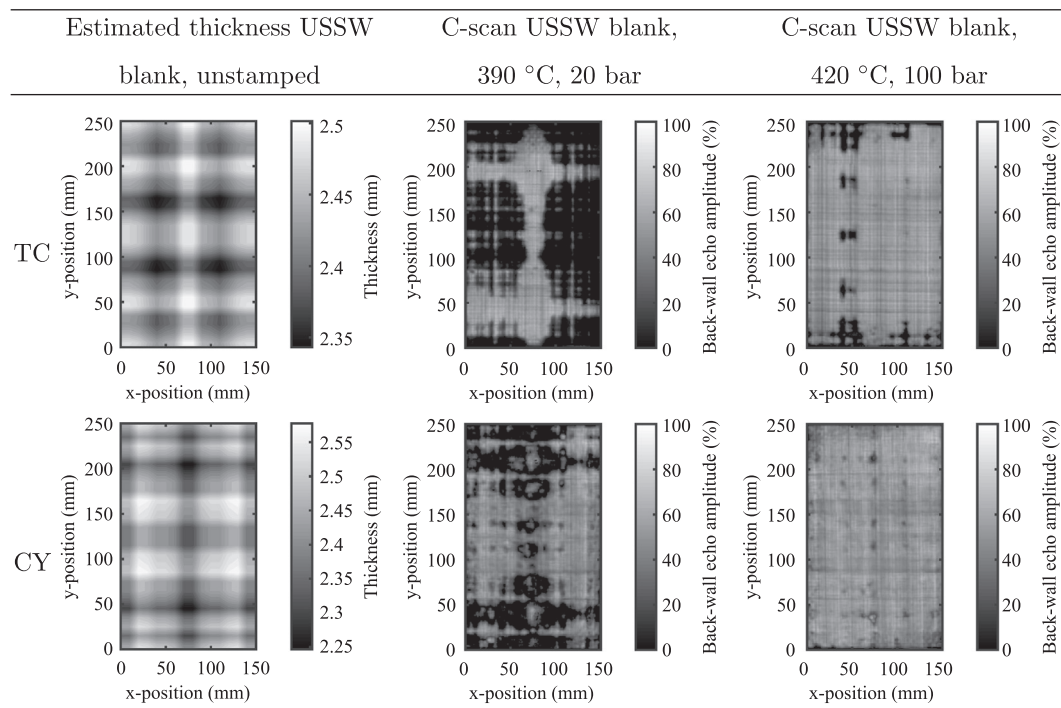 Estimated thickness USSW
blank, unstamped
C-scan USSW blank,
390 °C, 20 bar
C-scan USSW blank,
420 °C, 100 bar
TC
250
200
150
100
50
0
y-position (mm)
0 50 100 150
x-position (mm)
2.5
2.45
2.4
2.35
Thickness (mm)
250
200
150
100
50
0
y-position (mm)
0 50 100 150
x-position (mm)
100
80
60
40
20
0
Back-wall echo amplitude (%)
250
200
150
100
50
0
y-position (mm)
0 50 100 150
x-position (mm)
100
80
60
40
20
0
Back-wall echo amplitude (%)
CY
250
200
150
100
50
0
y-position (mm)
0 50 100 150
x-position (mm)
2.55
2.5
2.45
2.4
2.35
2.3
2.25
Thickness (mm)
250
200
150
100
50
0
y-position (mm)
0 50 100 150
x-position (mm)
100
80
60
40
20
0
Back-wall echo amplitude (%)
250
200
150
100
50
0
y-position (mm)
0 50 100 150
x-position (mm)
100
80
60
40
20
0
Back-wall echo amplitude (%)